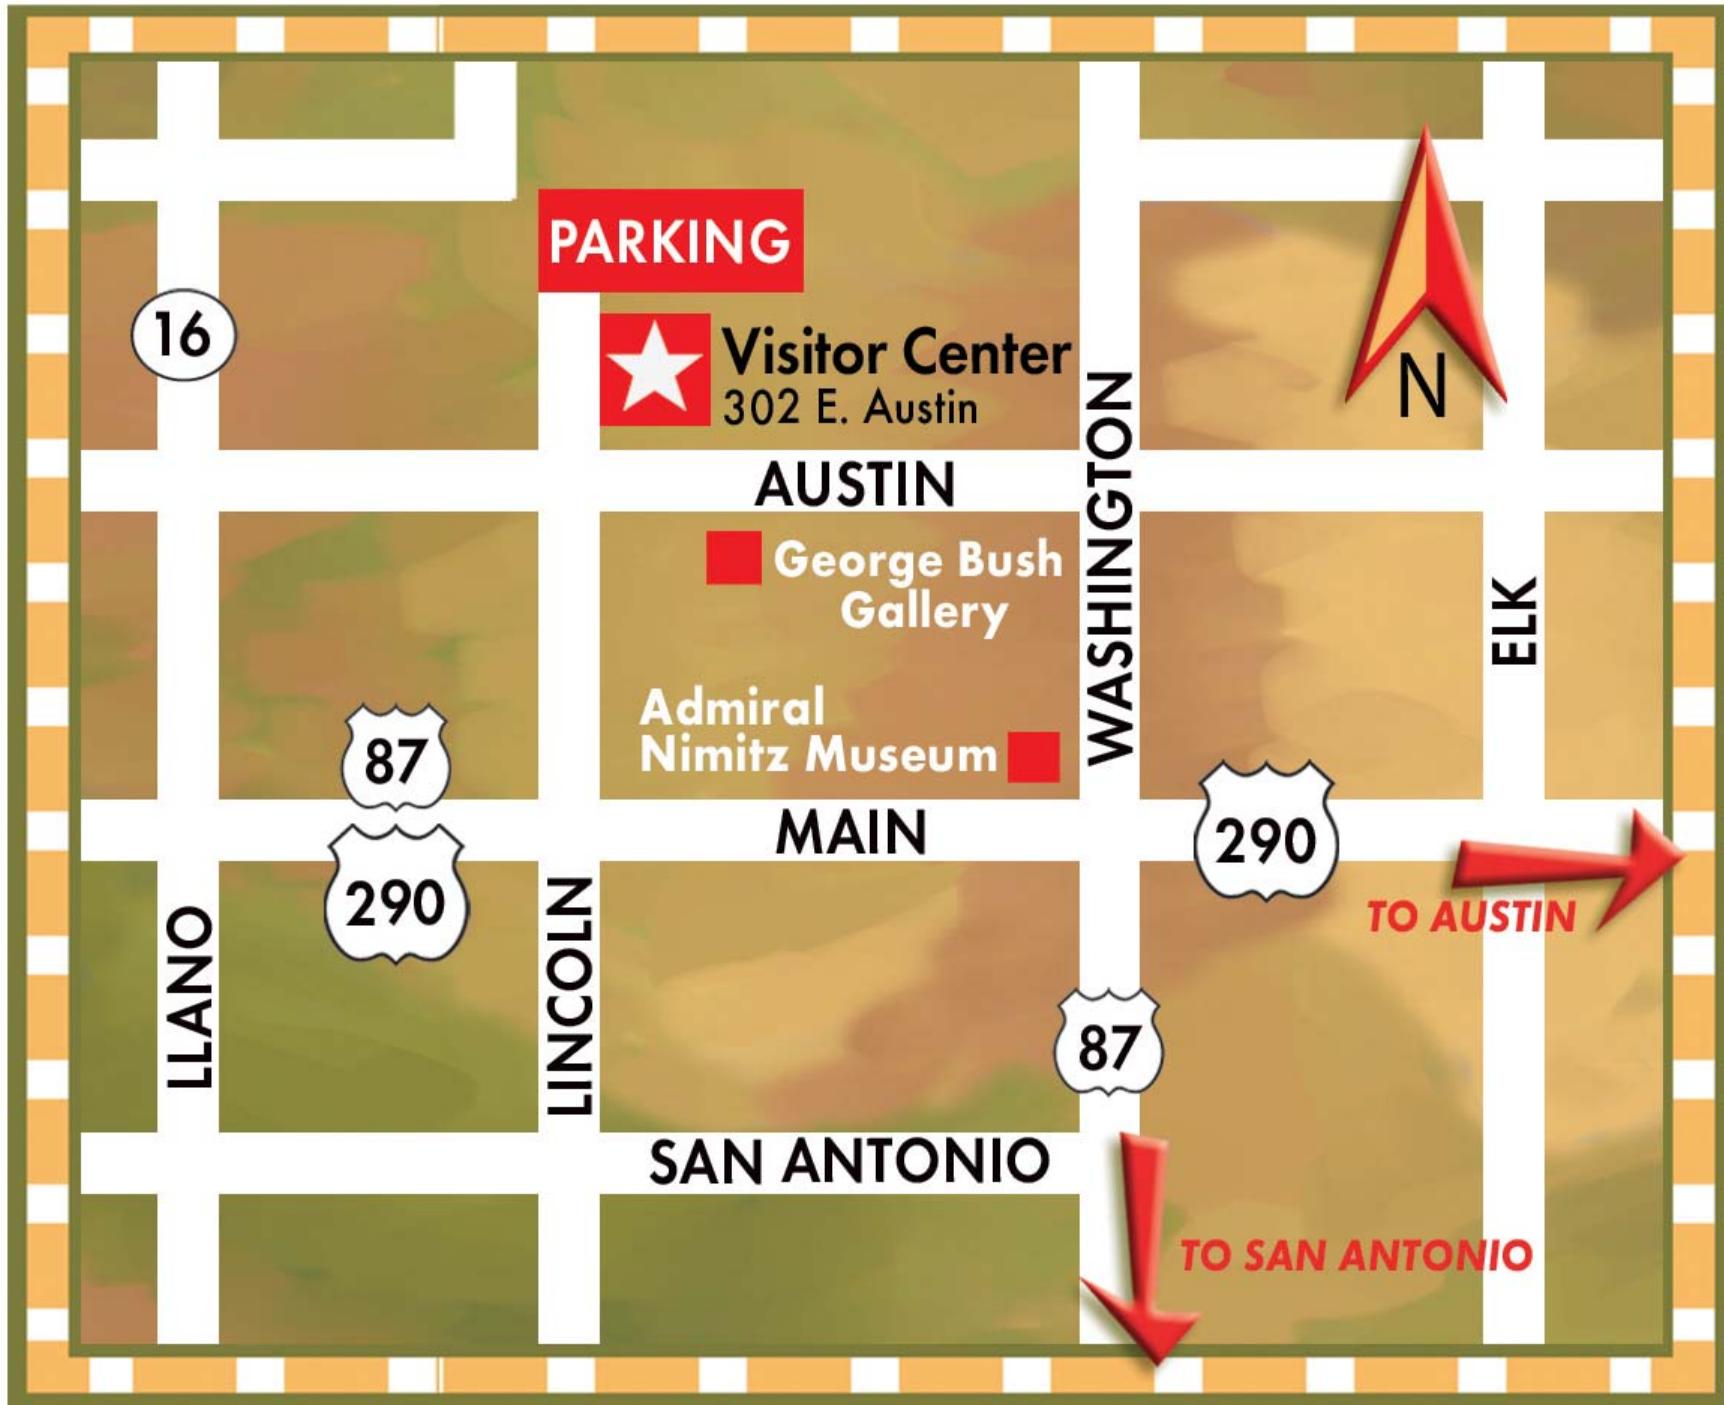 PARKING
16
Visitor Center
302 E. Austin
AUSTIN
WASHINGTON
N
George Bush
Gallery
ELK
Admiral
Nimitz Museum
87
290
MAIN
290
TO AUSTIN
LLANO
LINCOLN
87
SAN ANTONIO
TO SAN ANTONIO